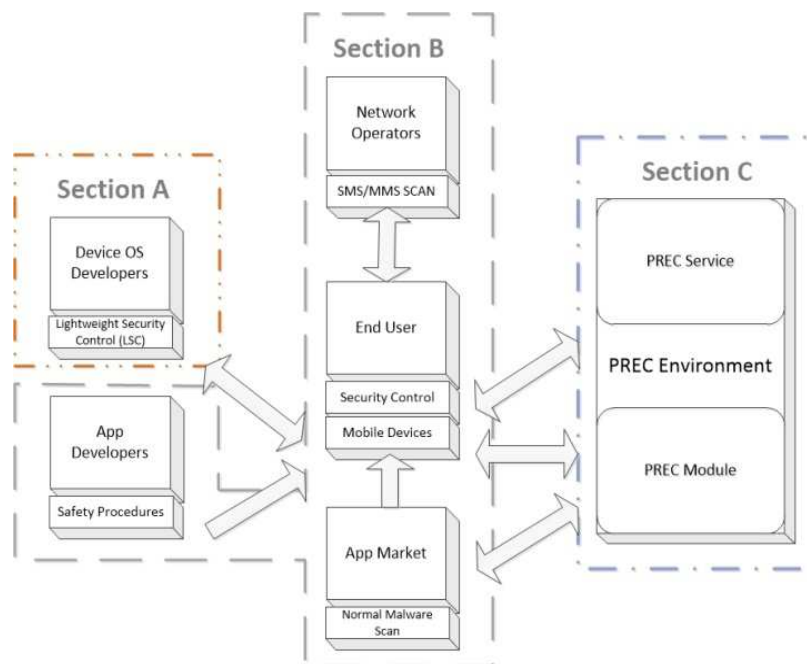 Section A
Device OS
Developers
Lightweight Security
Control (LSC)
App
Developers
Safety Procedures
Section B
Network
Operators
SMS/MMS SCAN
End User
Security Control
Mobile Devices
App Market
Normal Malware
Scan
Section C
PREC Service
PREC Environment
PREC Module